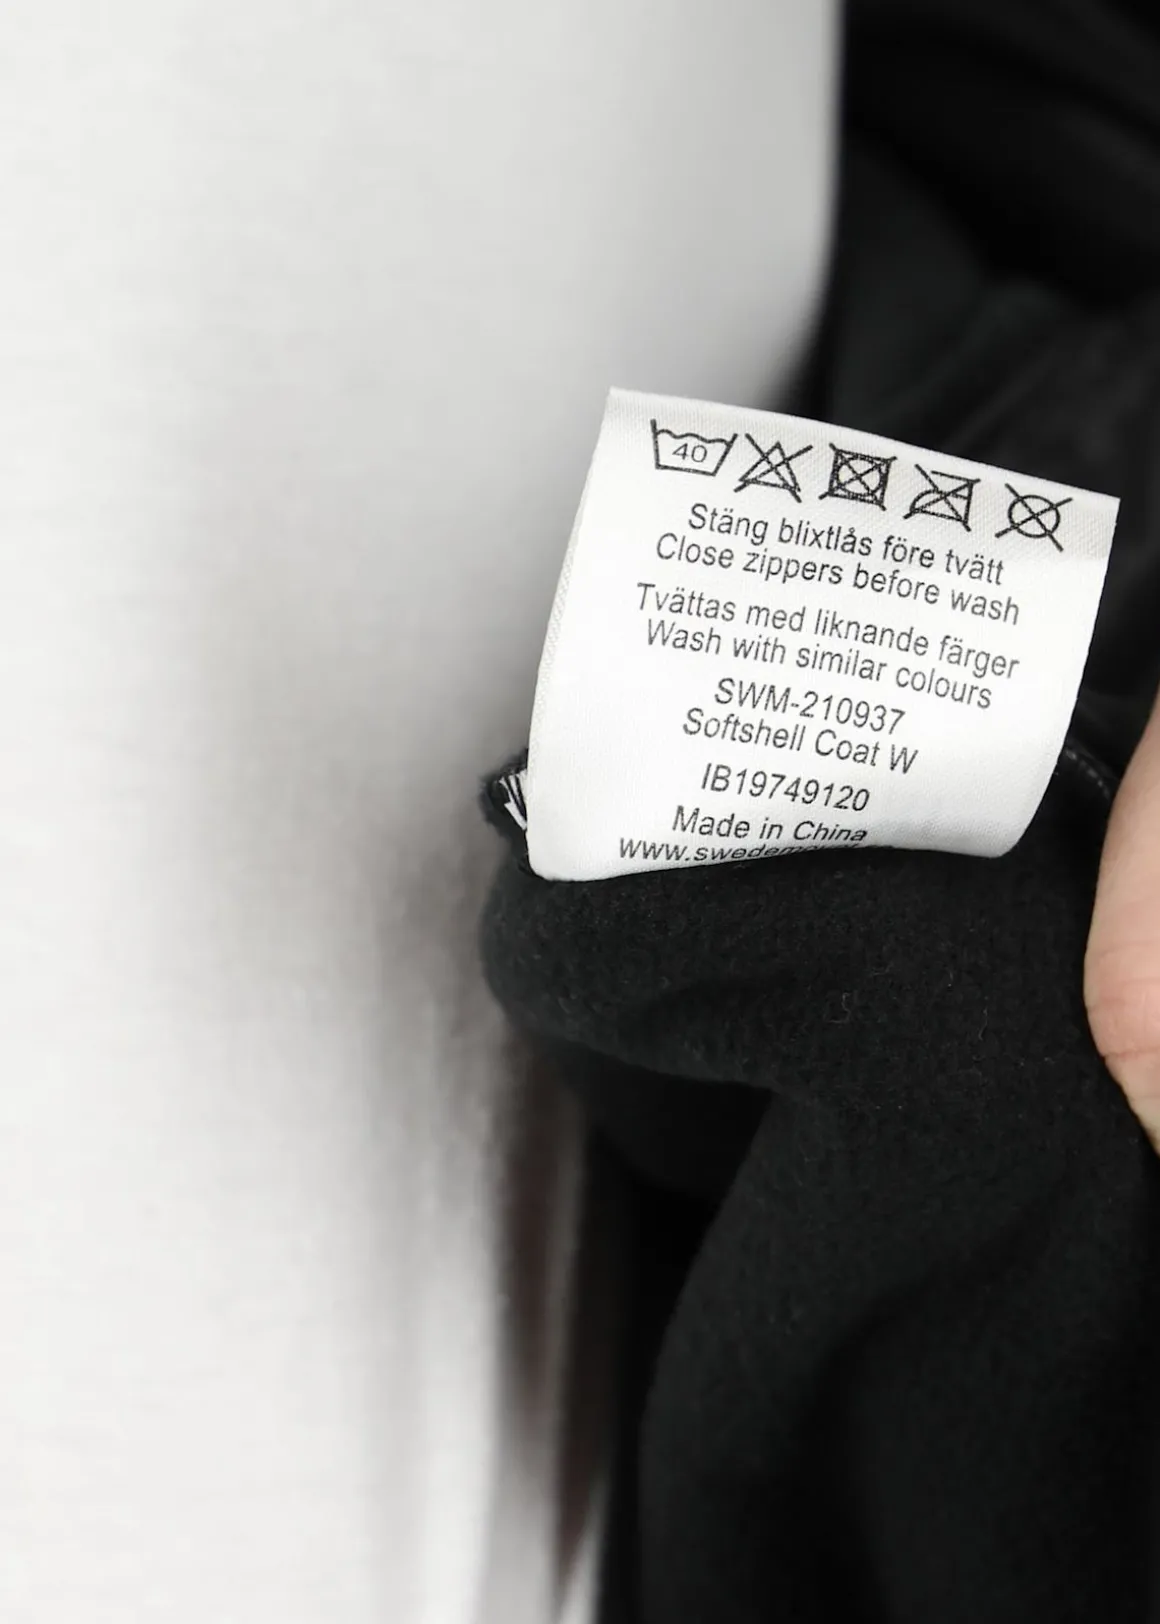 40
Stäng blixtlås före tvätt
Close zippers before wash
Tvättas med liknande färger
Wash with similar colours
SWM-210937
Softshell Coat W
IB19749120
Made in China